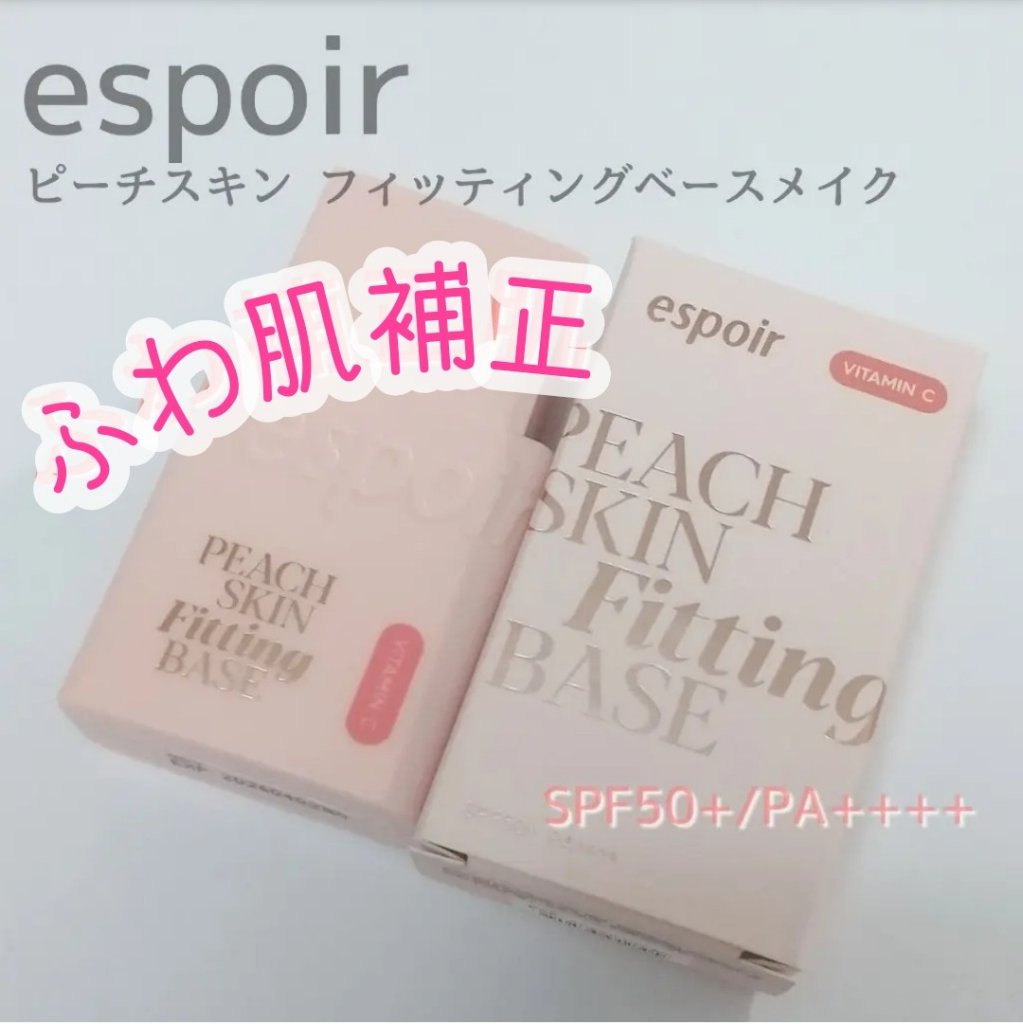 espoir
ピーチスキン フィッティングベースメイク
ふわ肌補正
espoir
PEACH
SKIN
Fitting
BASE
VITAMIN C
espoir
VITAMIN C
PEACH
SKIN
Fitting
BASE
SPF50+/PA++++